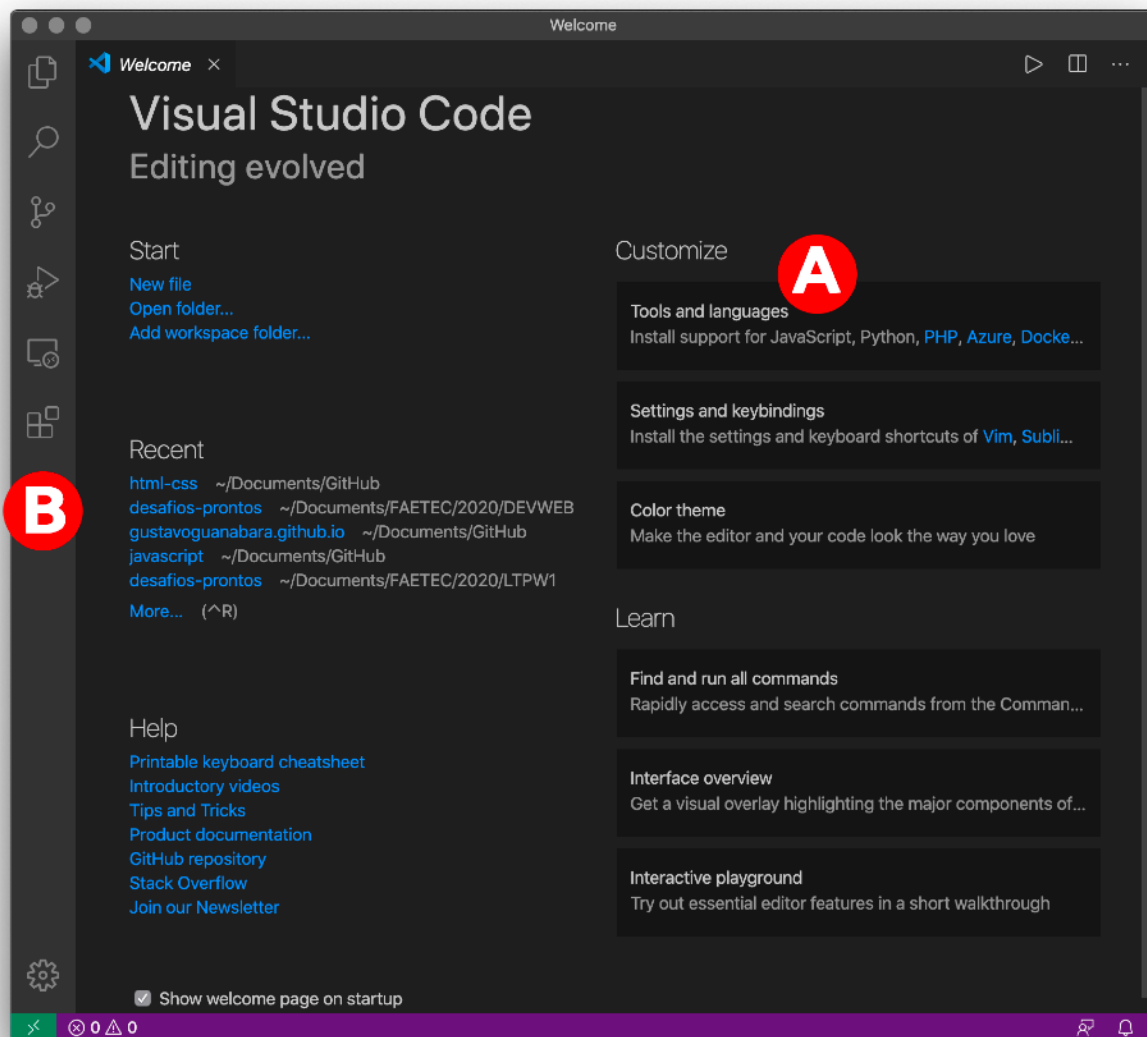 Welcome
Welcome
Visual Studio Code
Editing evolved
Start
New file
Open folder...
Add workspace folder...
Recent
html-css ~/Documents/GitHub
desafios-prontos ~/Documents/FAETEC/2020/DEVWEB
gustavoguanabara.github.io ~/Documents/GitHub
javascript ~/Documents/GitHub
desafios-prontos ~/Documents/FAETEC/2020/LTPW1
More... (^R)
Help
Printable keyboard cheatsheet
Introductory videos
Tips and Tricks
Product documentation
GitHub repository
Stack Overflow
Join our Newsletter
Show welcome page on startup
Customize
A
Tools and languages
Install support for JavaScript, Python, PHP, Azure, Docke...
Settings and keybindings
Install the settings and keyboard shortcuts of Vim, Subli...
Color theme
Make the editor and your code look the way you love
Learn
Find and run all commands
Rapidly access and search commands from the Comman...
Interface overview
Get a visual overlay highlighting the major components of...
Interactive playground
Try out essential editor features in a short walkthrough
B
0 0